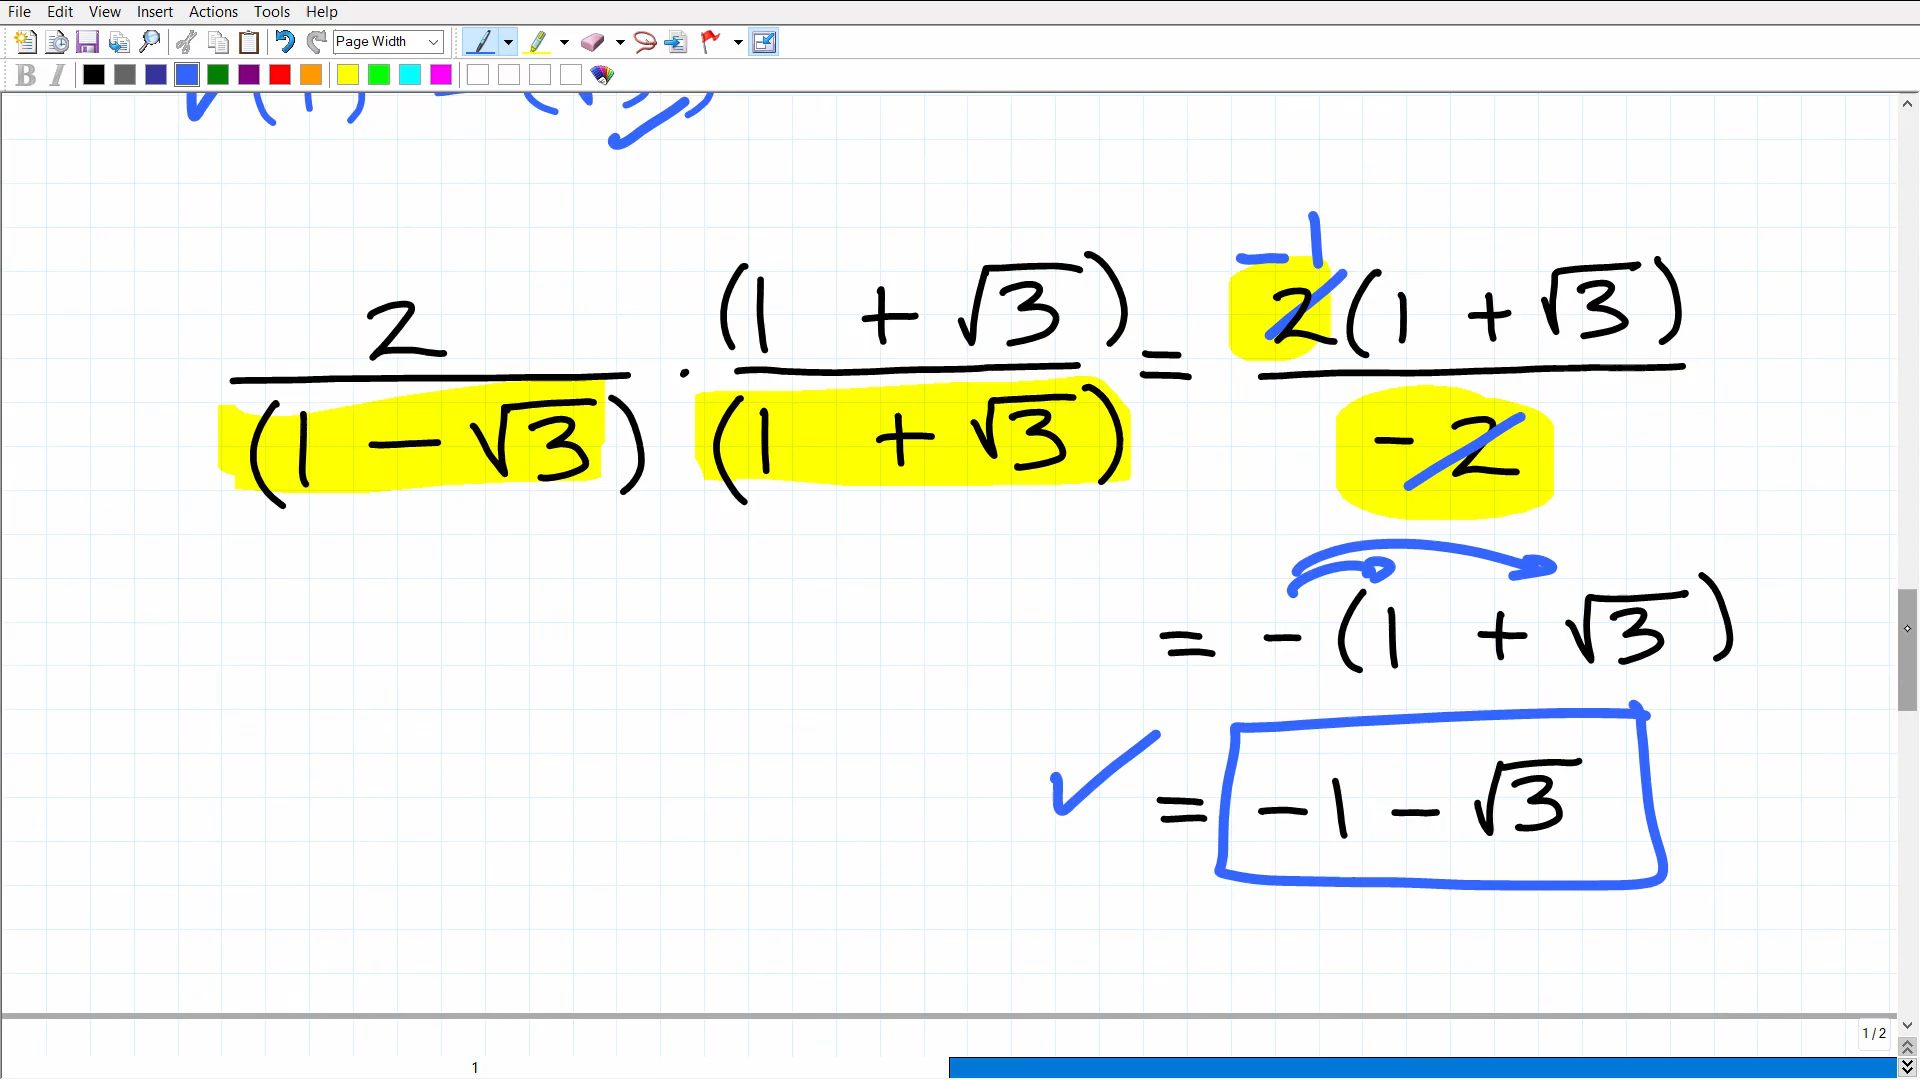 File Edit View Insert Actions Tools Help
Page Width
B I
2 / (1 - √3) · (1 + √3) / (1 + √3) = 2(1 + √3) / -2
-1
= -(1 + √3)
= -1 - √3
1 / 2
1